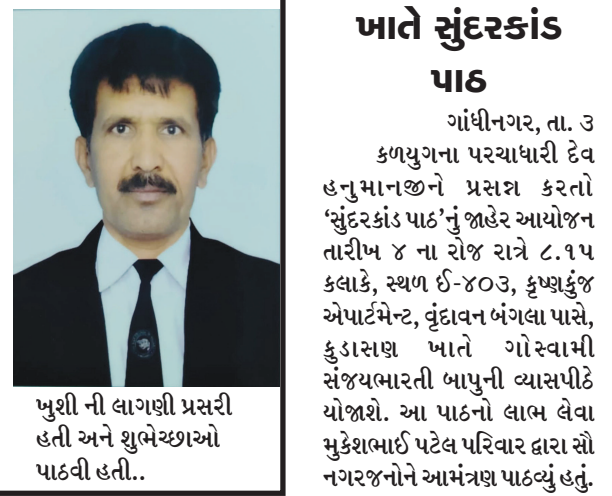 ખુશી ની લાગણી પ્રસરી
હતી અને શુભેચ્છાઓ
પાઠવી હતી..
ખાતે સુંદરકાંડ
પાઠ
ગાંધીનગર, તા. ૩
કળયુગના પરચાધારી દેવ
હનુમાનજીને પ્રસન્ન કરતો
‘સુંદરકાંડ પાઠ’નું જાહેર આયોજન
તારીખ ૪ ના રોજ રાત્રે ૮.૧૫
કલાકે, સ્થળ ઈ-૪૦૩, કૃષ્ણકુંજ
એપાર્ટમેન્ટ, વૃંદાવન બંગલા પાસે,
કુડાસણ ખાતે ગોસ્વામી
સંજયભારતી બાપુની વ્યાસપીઠે
યોજાશે. આ પાઠનો લાભ લેવા
મુકેશભાઈ પટેલ પરિવાર દ્વારા સૌ
નગરજનોને આમંત્રણ પાઠવ્યું હતું.